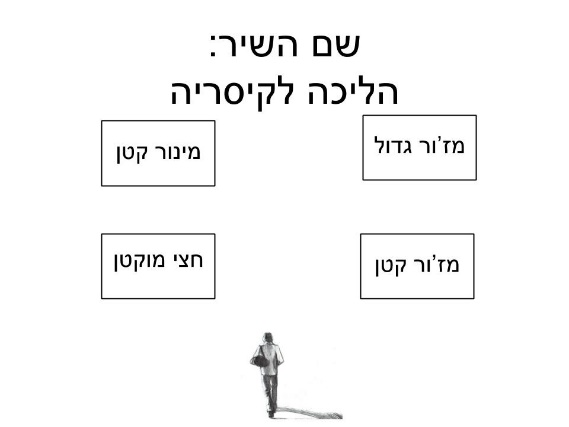 שם השיר:
הליכה לקיסריה
מז'ור גדול
מינור קטן
מז'ור קטן
חצי מוקטן